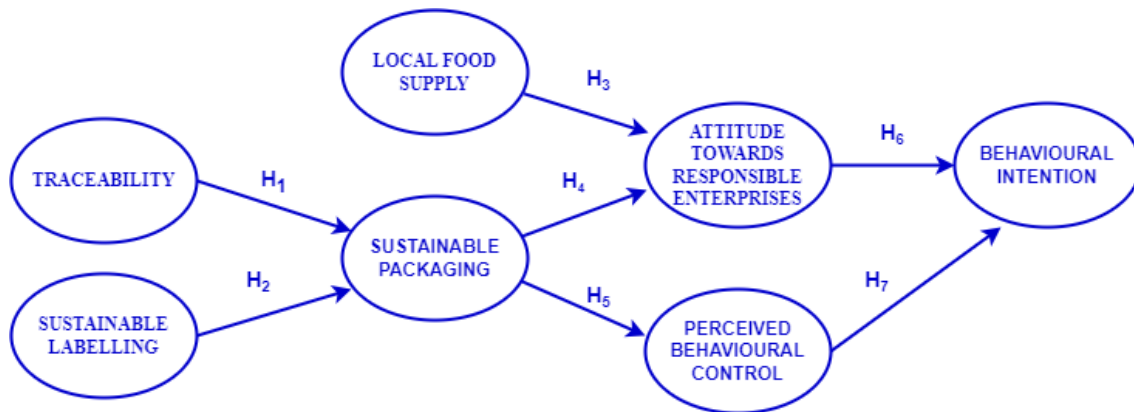 LOCAL FOOD
SUPPLY
H3
ATTITUDE
TOWARDS
RESPONSIBLE
ENTERPRISES
H6
BEHAVIOURAL
INTENTION
TRACEABILITY
H1
H4
SUSTAINABLE
PACKAGING
SUSTAINABLE
LABELLING
H2
H5
PERCEIVED
BEHAVIOURAL
CONTROL
H7